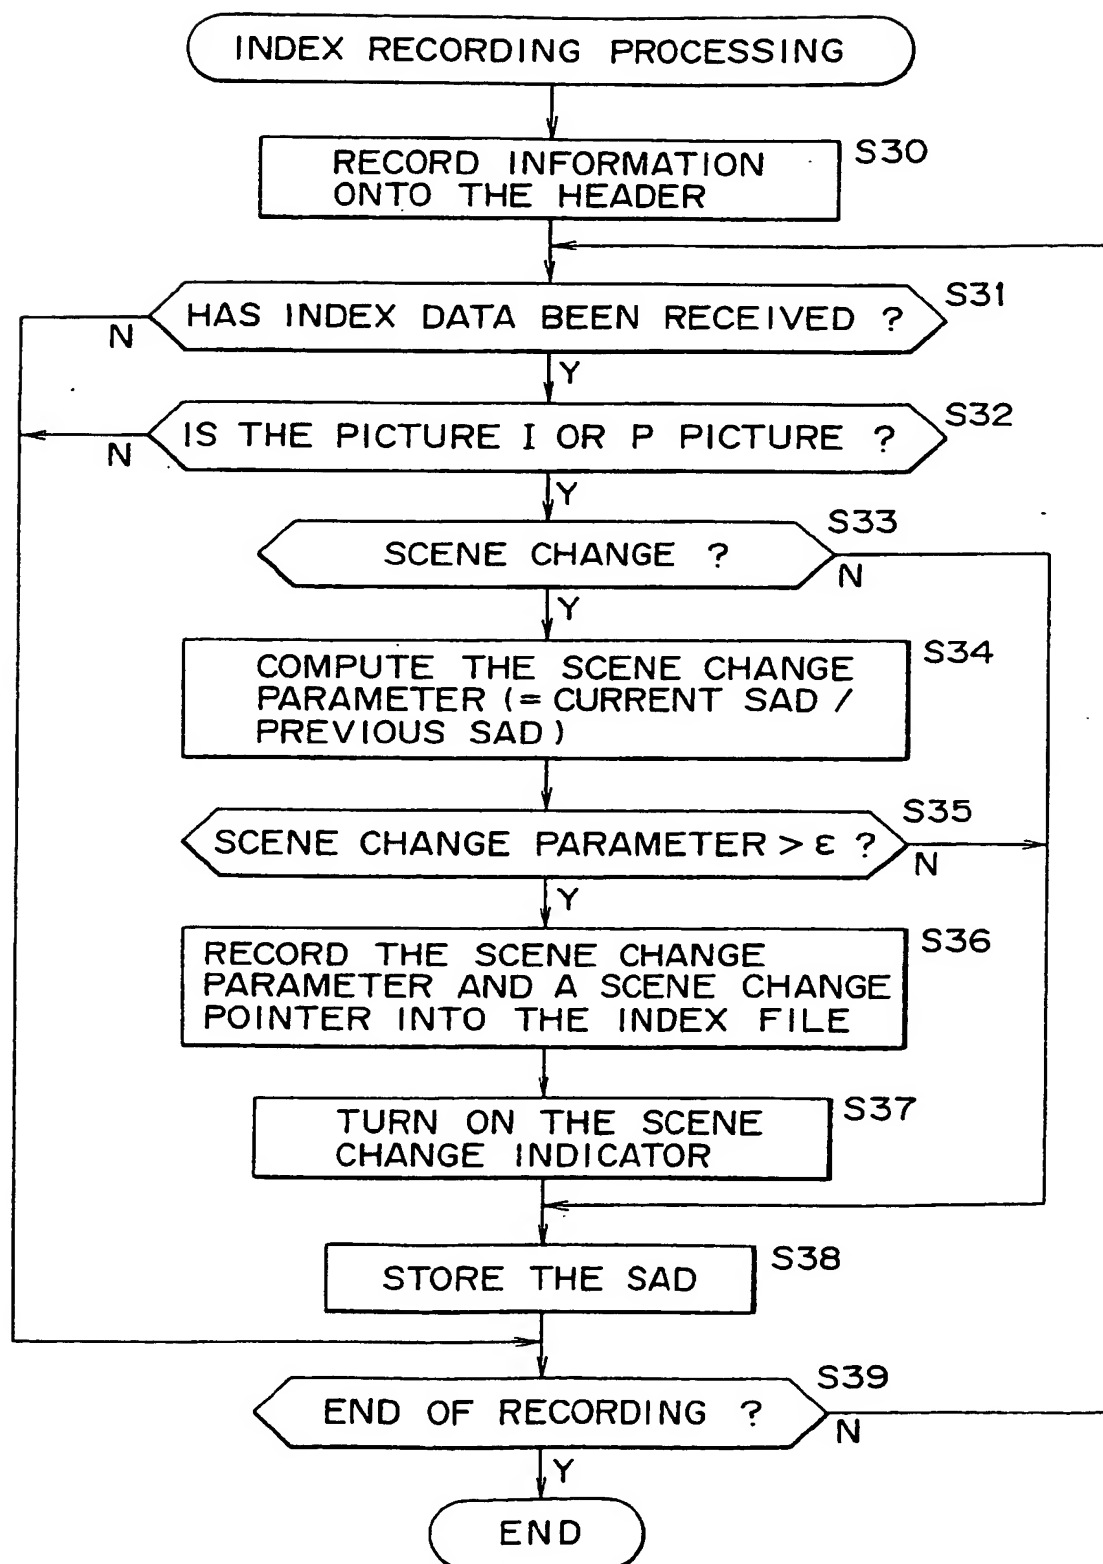 INDEX RECORDING PROCESSING
S30
RECORD INFORMATION
ONTO THE HEADER
S31
HAS INDEX DATA BEEN RECEIVED ?
N
Y
S32
IS THE PICTURE I OR P PICTURE ?
N
Y
S33
SCENE CHANGE ?
N
Y
S34
COMPUTE THE SCENE CHANGE
PARAMETER (= CURRENT SAD /
PREVIOUS SAD)
S35
SCENE CHANGE PARAMETER > ε ?
N
Y
S36
RECORD THE SCENE CHANGE
PARAMETER AND A SCENE CHANGE
POINTER INTO THE INDEX FILE
S37
TURN ON THE SCENE
CHANGE INDICATOR
S38
STORE THE SAD
S39
END OF RECORDING ?
N
Y
END